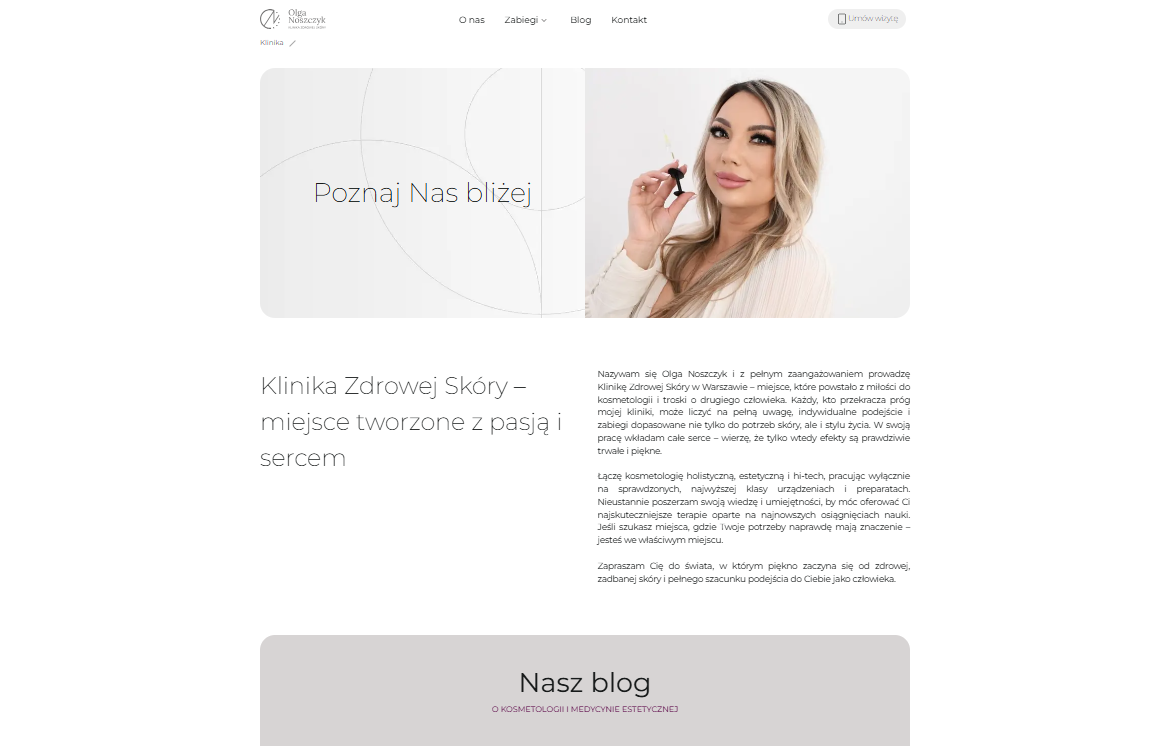 Olga
Noszczyk
KLINIKA ZDROWEJ SKÓRY
O nas
Zabiegi
Blog
Kontakt
Umów wizytę
Klinika
Poznaj Nas bliżej
Klinika Zdrowej Skóry –
miejsce tworzone z pasją i
sercem
Nazywam się Olga Noszczyk i z pełnym zaangażowaniem prowadzę
Klinikę Zdrowej Skóry w Warszawie – miejsce, które powstało z miłości do
kosmetologii i troski o drugiego człowieka. Każdy, kto przekracza próg
mojej kliniki, może liczyć na pełną uwagę, indywidualne podejście i
zabiegi dopasowane nie tylko do potrzeb skóry, ale i stylu życia. W swoją
pracę wkładam całe serce – wierzę, że tylko wtedy efekty są prawdziwie
trwałe i piękne.
Łączę kosmetologię holistyczną, estetyczną i hi-tech, pracując wyłącznie
na sprawdzonych, najwyższej klasy urządzeniach i preparatach.
Nieustannie poszerzam swoją wiedzę i umiejętności, by móc oferować Ci
najskuteczniejsze terapie oparte na najnowszych osiągnięciach nauki.
Jeśli szukasz miejsca, gdzie Twoje potrzeby naprawdę mają znaczenie –
jesteś we właściwym miejscu.
Zapraszam Cię do świata, w którym piękno zaczyna się od zdrowej,
zadbanej skóry i pełnego szacunku podejścia do Ciebie jako człowieka.
Nasz blog
O KOSMETOLOGII I MEDYCYNIE ESTETYCZNEJ